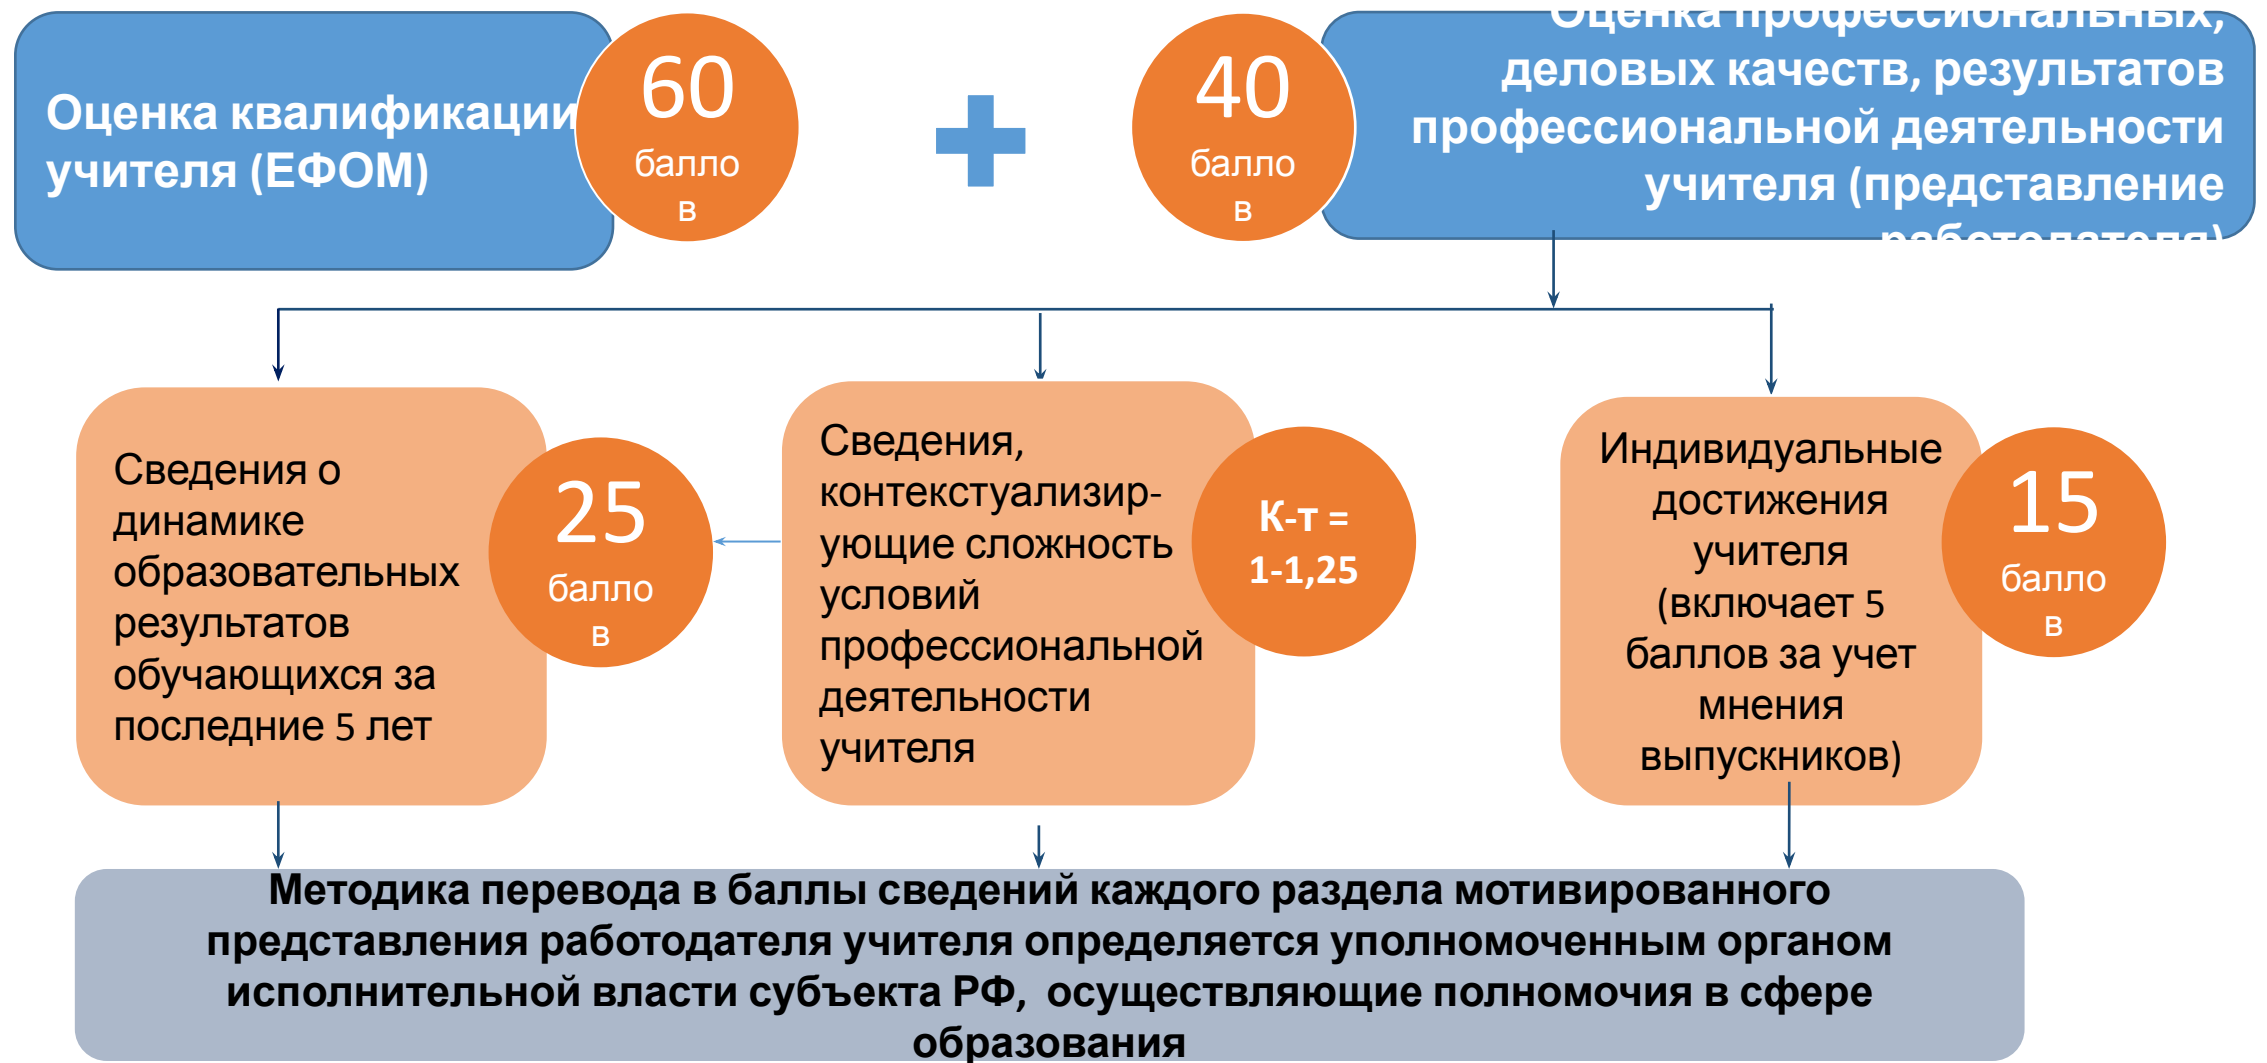 Оценка квалификации
учителя (ЕФОМ)
60
балло
в
40
балло
в
Оценка профессиональных,
деловых качеств, результатов
профессиональной деятельности
учителя (представление
работодателя)
Сведения о
динамике
образовательных
результатов
обучающихся за
последние 5 лет
25
балло
в
Сведения,
контекстуализир-
ующие сложность
условий
профессиональной
деятельности
учителя
К-т =
1-1,25
Индивидуальные
достижения
учителя
(включает 5
баллов за учет
мнения
выпускников)
15
балло
в
Методика перевода в баллы сведений каждого раздела мотивированного
представления работодателя учителя определяется уполномоченным органом
исполнительной власти субъекта РФ, осуществляющие полномочия в сфере
образования